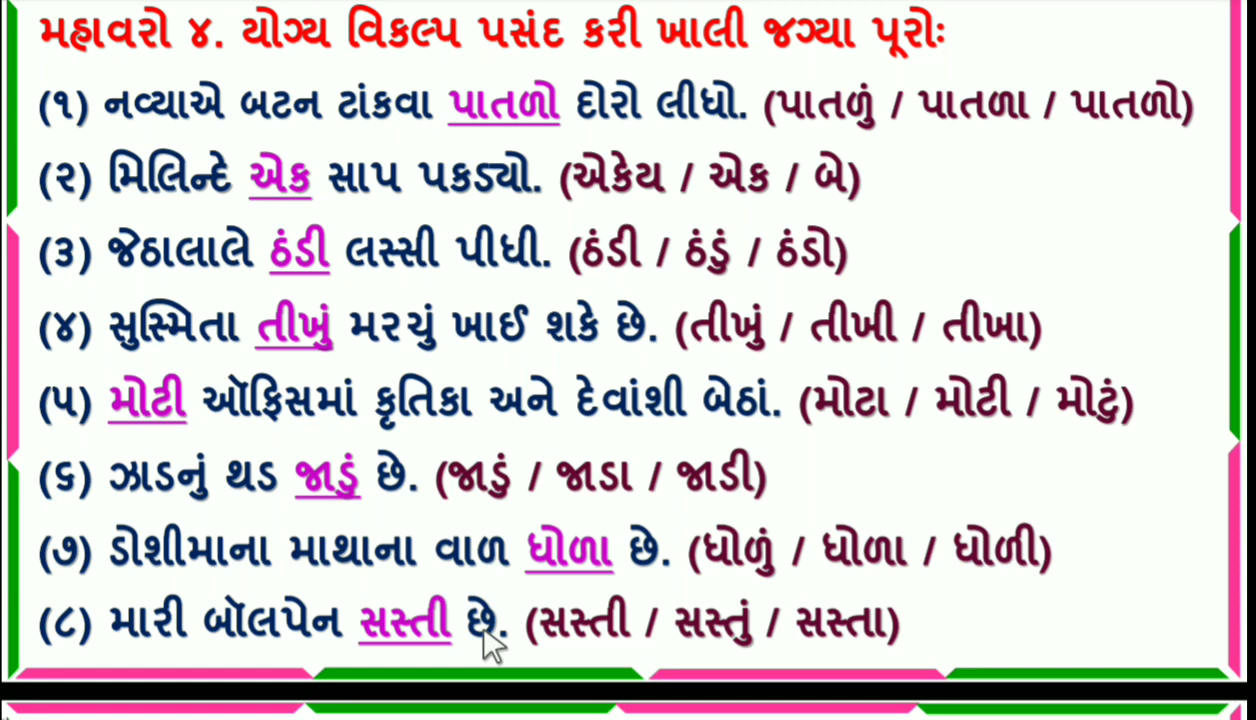 મહાવરો ૪. યોગ્ય વિકલ્પ પસંદ કરી ખાલી જગ્યા પૂરોઃ
(૧) નવ્યાએ બટન ટાંકવા પાતળો દોરો લીધો. (પાતળું / પાતળા / પાતળો)
(૨) મિલિન્દે એક સાપ પકડ્યો. (એકેય / એક / બે)
(૩) જેઠાલાલે ઠંડી લસ્સી પીધી. (ઠંડી / ઠંડું / ઠંડો)
(૪) સુસ્મિતા તીખું મરચું ખાઈ શકે છે. (તીખું / તીખી / તીખા)
(૫) મોટી ઑફિસમાં કૃતિકા અને દેવાંશી બેઠાં. (મોટા / મોટી / મોટું)
(૬) ઝાડનું થડ જાડું છે. (જાડું / જાડા / જાડી)
(૭) ડોશીમાના માથાના વાળ ધોળા છે. (ધોળું / ધોળા / ધોળી)
(૮) મારી બૉલપેન સસ્તી છે. (સસ્તી / સસ્તું / સસ્તા)